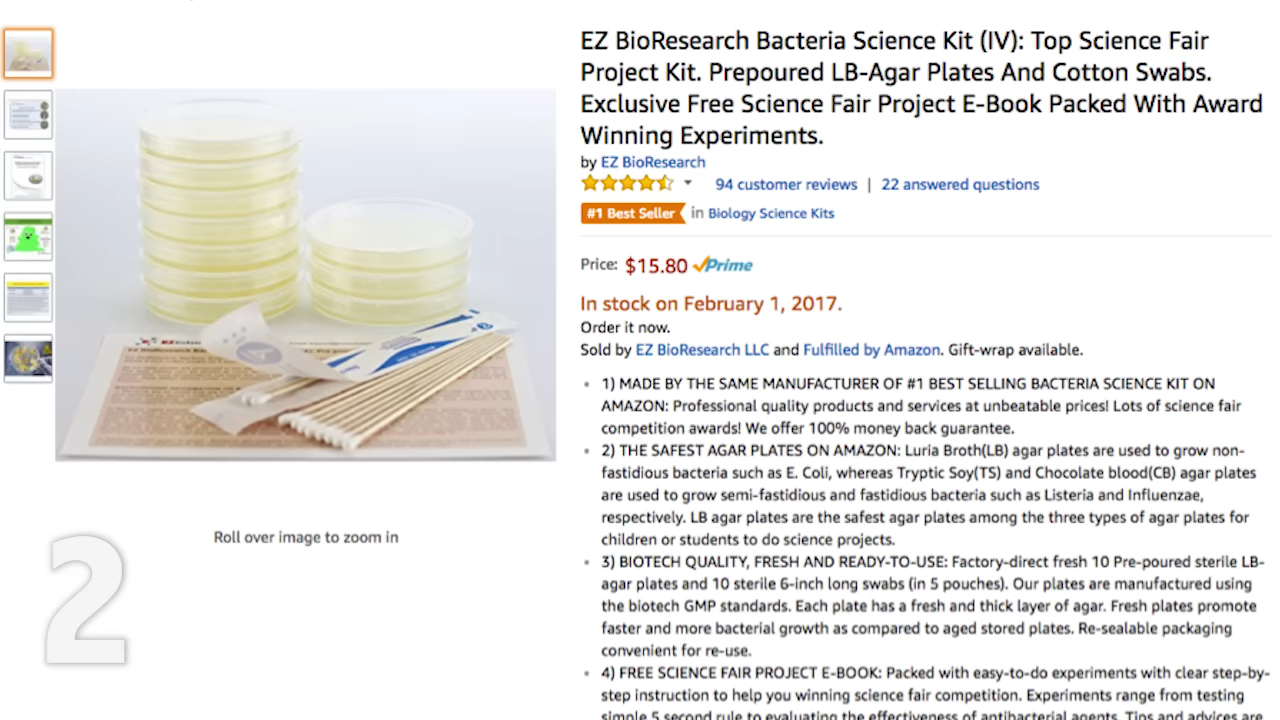 EZ BioResearch Bacteria Science Kit (IV): Top Science Fair
Project Kit. Prepoured LB-Agar Plates And Cotton Swabs.
Exclusive Free Science Fair Project E-Book Packed With Award
Winning Experiments.
by EZ BioResearch
94 customer reviews | 22 answered questions
#1 Best Seller in Biology Science Kits
Price: $15.80 Prime
In stock on February 1, 2017.
Order it now.
Sold by EZ BioResearch LLC and Fulfilled by Amazon. Gift-wrap available.
1) MADE BY THE SAME MANUFACTURER OF #1 BEST SELLING BACTERIA SCIENCE KIT ON
AMAZON: Professional quality products and services at unbeatable prices! Lots of science fair
competition awards! We offer 100% money back guarantee.
2) THE SAFEST AGAR PLATES ON AMAZON: Luria Broth(LB) agar plates are used to grow non-
fastidious bacteria such as E. Coli, whereas Tryptic Soy(TS) and Chocolate blood(CB) agar plates
are used to grow semi-fastidious and fastidious bacteria such as Listeria and Influenzae,
respectively. LB agar plates are the safest agar plates among the three types of agar plates for
children or students to do science projects.
3) BIOTECH QUALITY, FRESH AND READY-TO-USE: Factory-direct fresh 10 Pre-poured sterile LB-
agar plates and 10 sterile 6-inch long swabs (in 5 pouches). Our plates are manufactured using
the biotech GMP standards. Each plate has a fresh and thick layer of agar. Fresh plates promote
faster and more bacterial growth as compared to aged stored plates. Re-sealable packaging
convenient for re-use.
4) FREE SCIENCE FAIR PROJECT E-BOOK: Packed with easy-to-do experiments with clear step-by-
step instruction to help you winning science fair competition. Experiments range from testing
simple 5 second rule to evaluating the effectiveness of antibacterial agents. Tips and advices are
Roll over image to zoom in
2